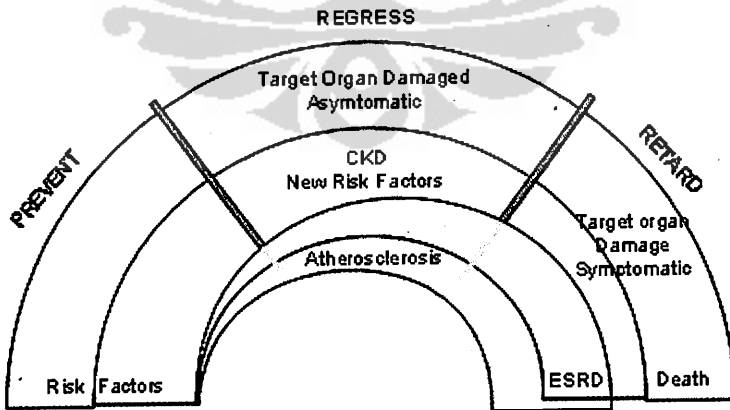 REGRESS
Target Organ Damaged
Asymtomatic
PREVENT
CKD
New Risk Factors
RETARD
Target organ
Damage
Symptomatic
Atherosclerosis
Risk Factors
ESRD
Death